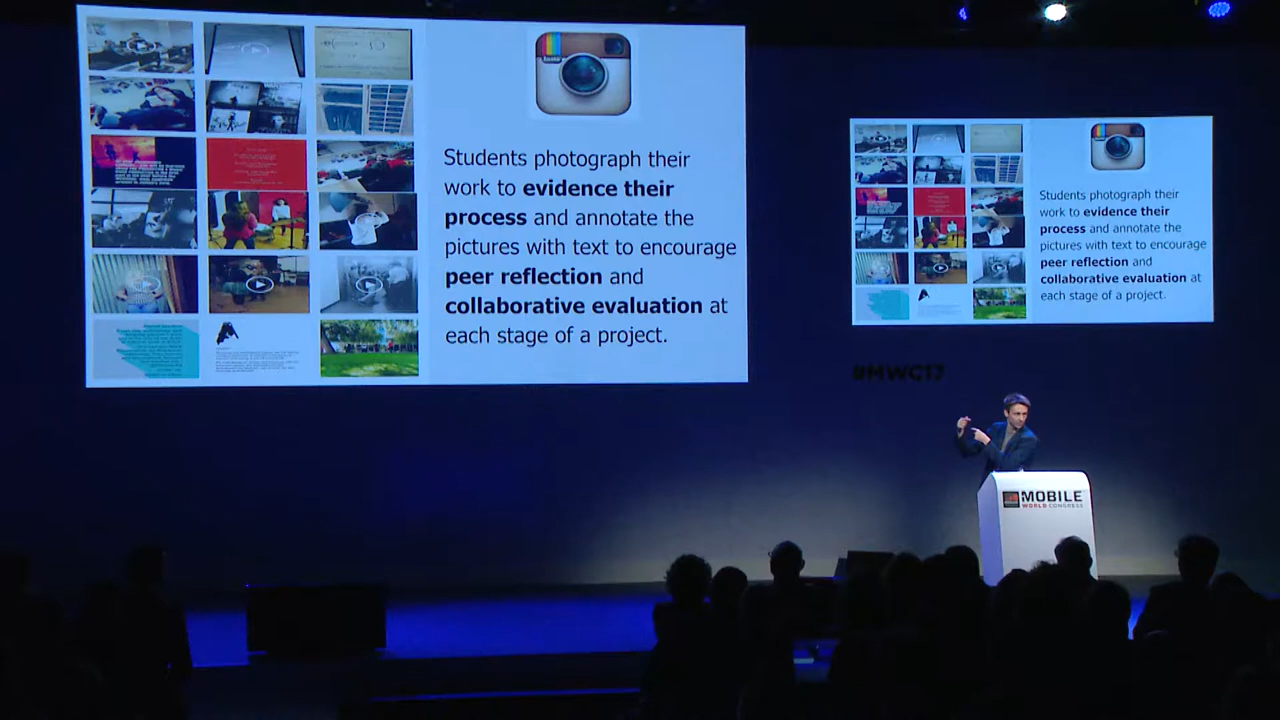 Insta
Students photograph their
work to evidence their
process and annotate the
pictures with text to encourage
peer reflection and
collaborative evaluation at
each stage of a project.
Students photograph their
work to evidence their
process and annotate the
pictures with text to encourage
peer reflection and
collaborative evaluation at
each stage of a project.
#MWC17
MOBILE
WORLD CONGRESS